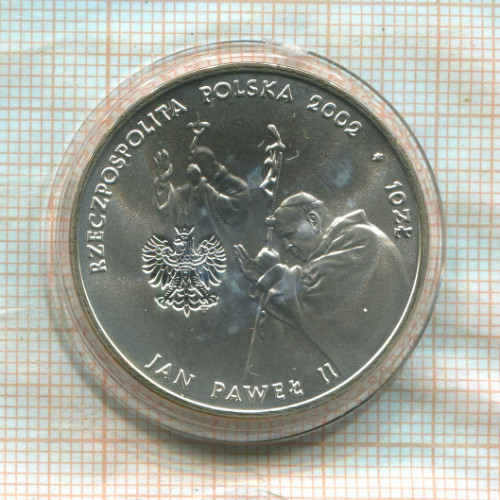 RZECZPOSPOLITA POLSKA 2002 * 10 ZŁ
JAN PAWEŁ II